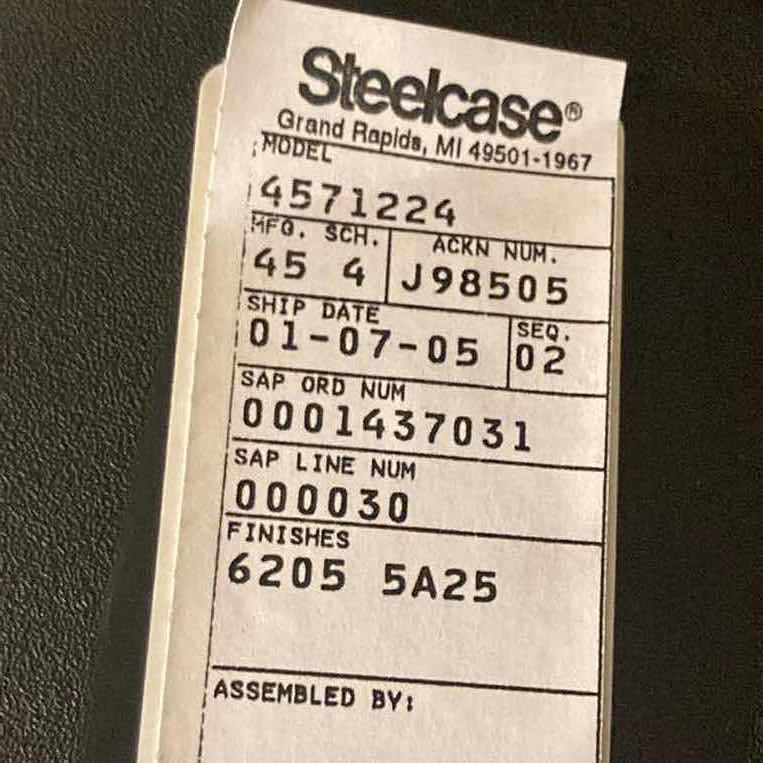 Steelcase®
Grand Rapids, MI 49501-1967
MODEL
4571224
MFG. SCH. ACKN NUM.
45 4 J98505
SHIP DATE SEQ.
01-07-05 02
SAP ORD NUM
0001437031
SAP LINE NUM
000030
FINISHES
6205 5A25
ASSEMBLED BY: